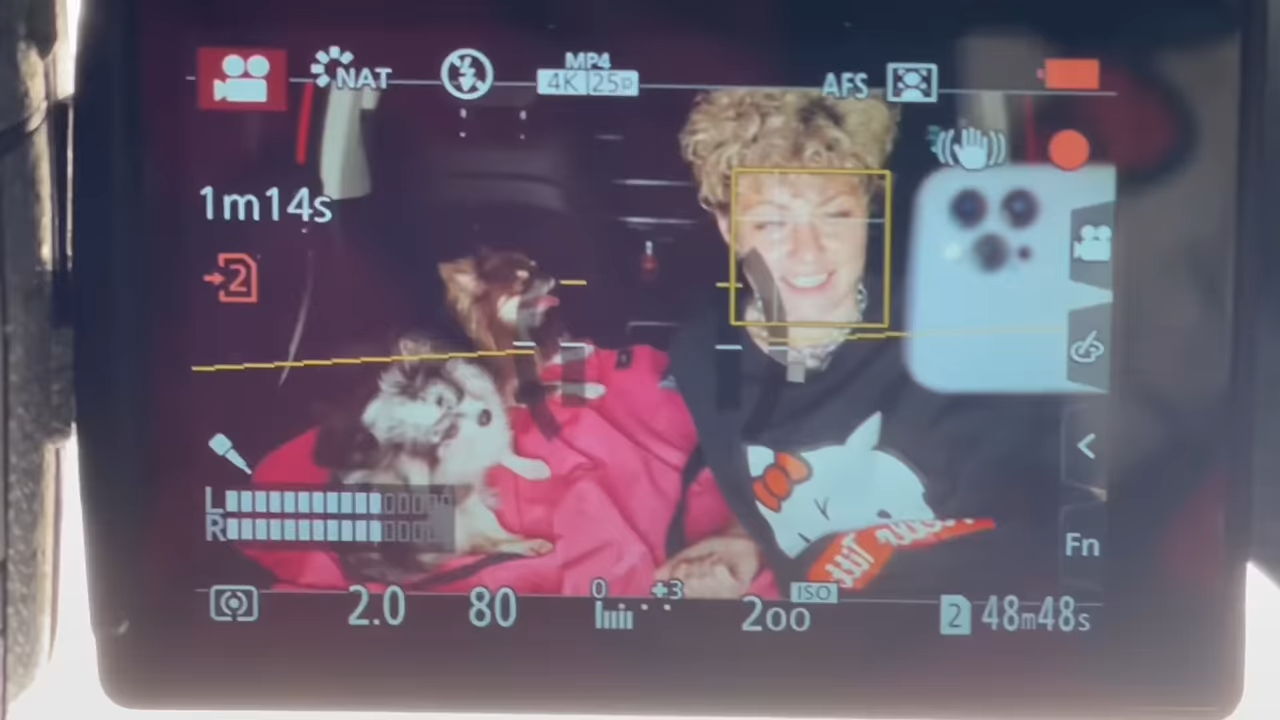 NAT
MP4
4K 25p
AFS
1m14s
2
L
R
Fn
0 +3
ISO
2.0 80 200 2 48m48s